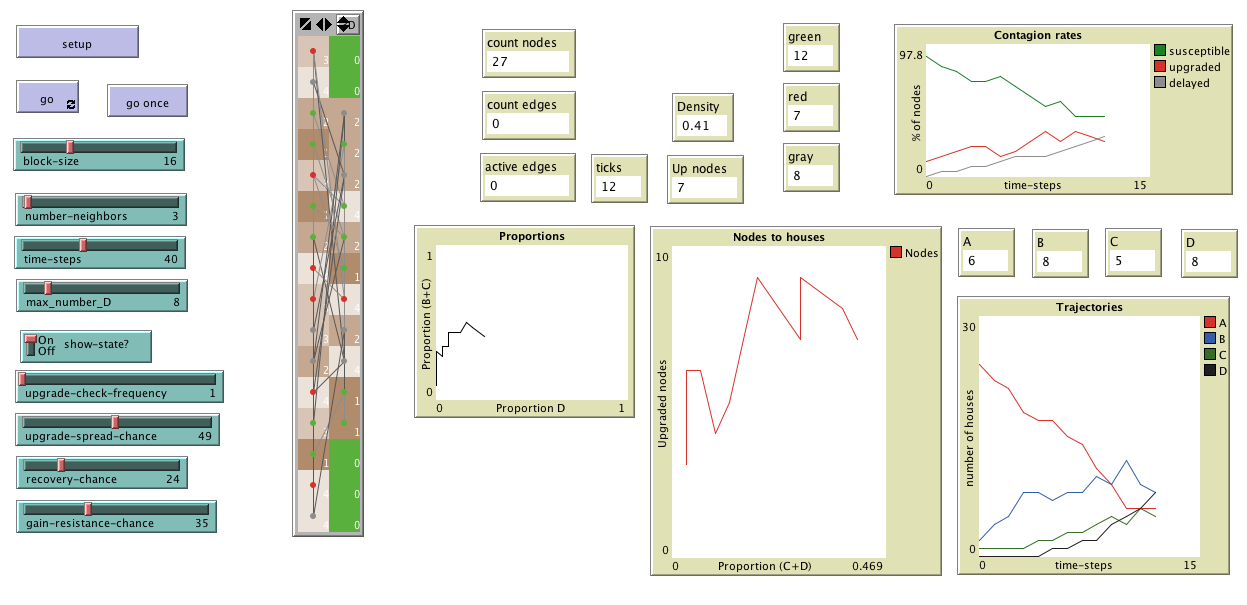 setup
go
go once
block-size 16
number-neighbors 3
time-steps 40
max_number_D 8
On
Off
show-state?
upgrade-check-frequency 1
upgrade-spread-chance 49
recovery-chance 24
gain-resistance-chance 35
count nodes
27
count edges
0
active edges
0
ticks
12
Density
0.41
Up nodes
7
green
12
red
7
gray
8
Contagion rates
97.8
% of nodes
0
0
time-steps
15
susceptible
upgraded
delayed
Proportions
1
Proportion (B+C)
0
0
Proportion D
1
Nodes to houses
10
Upgraded nodes
0
0
Proportion (C+D)
0.469
Nodes
A
6
B
8
C
5
D
8
Trajectories
30
number of houses
0
0
time-steps
15
A
B
C
D